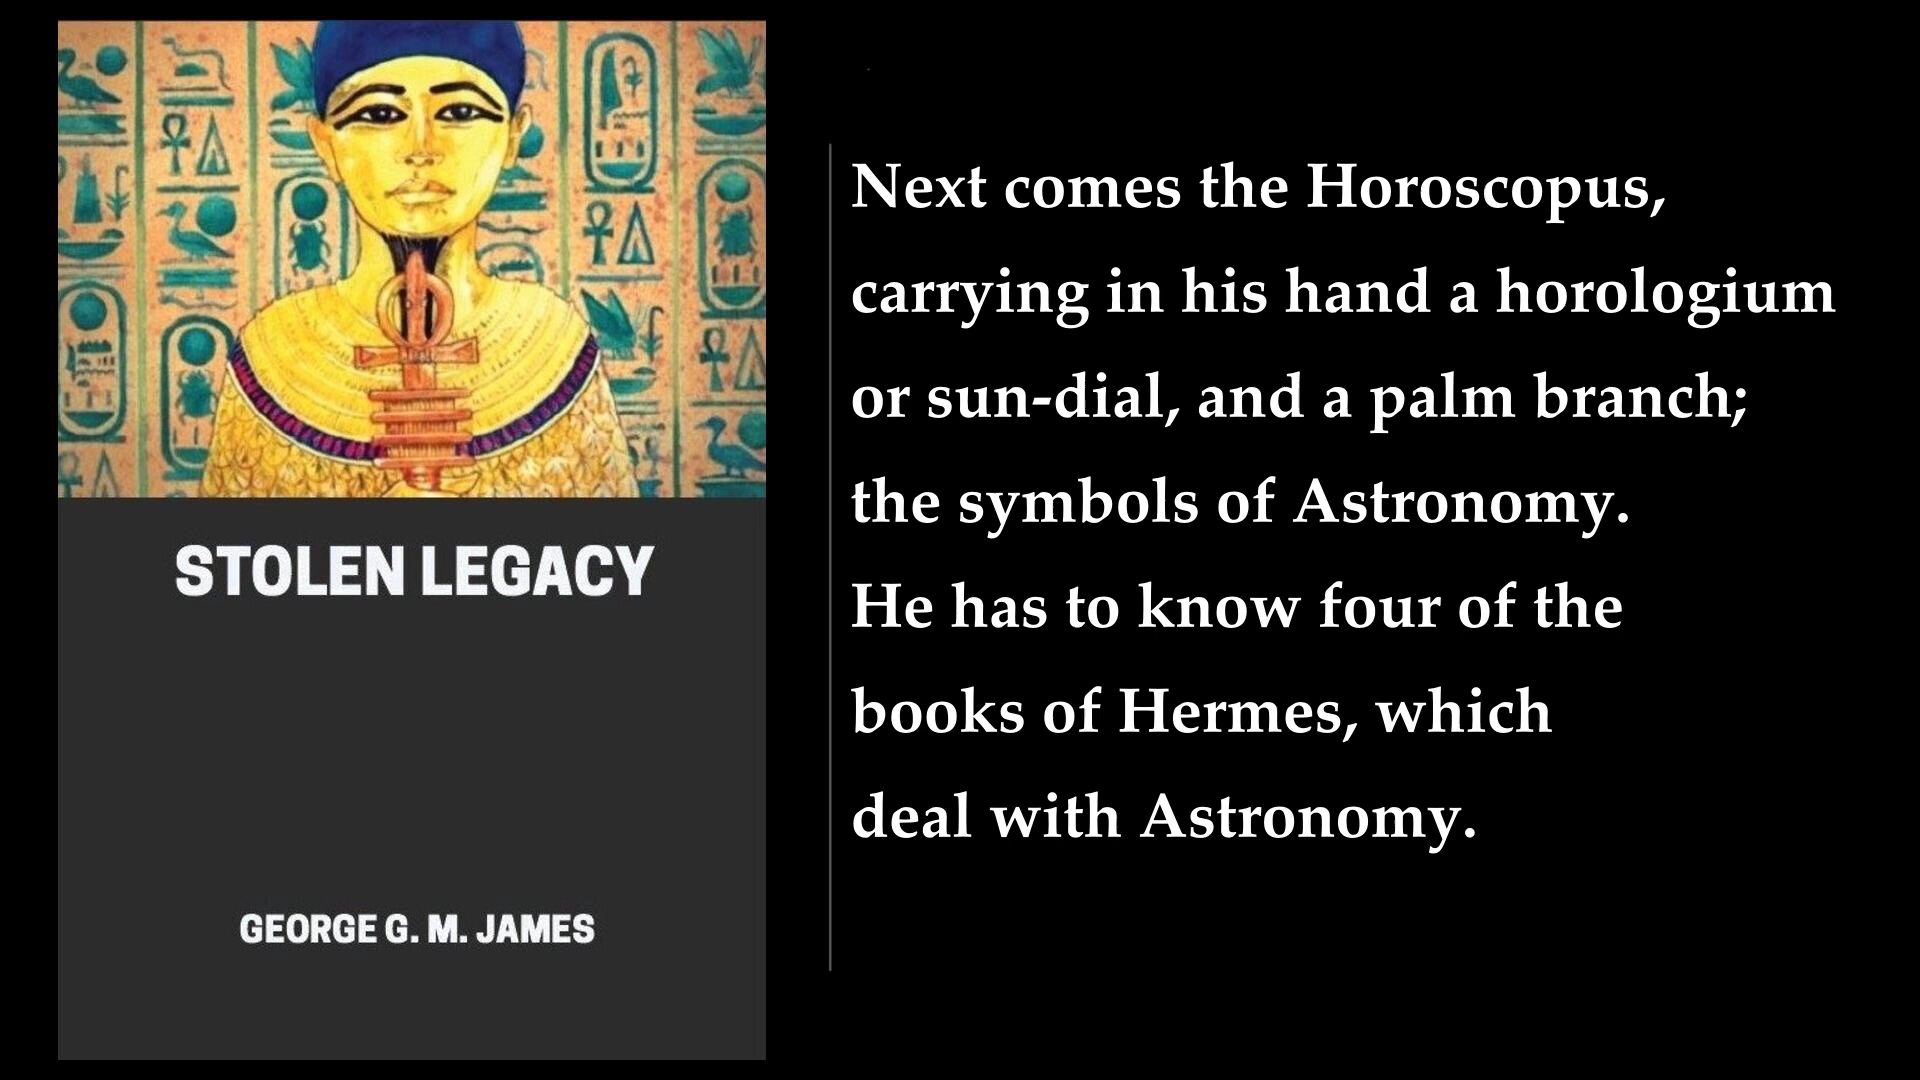 STOLEN LEGACY
GEORGE G. M. JAMES
Next comes the Horoscopus,
carrying in his hand a horologium
or sun-dial, and a palm branch;
the symbols of Astronomy.
He has to know four of the
books of Hermes, which
deal with Astronomy.